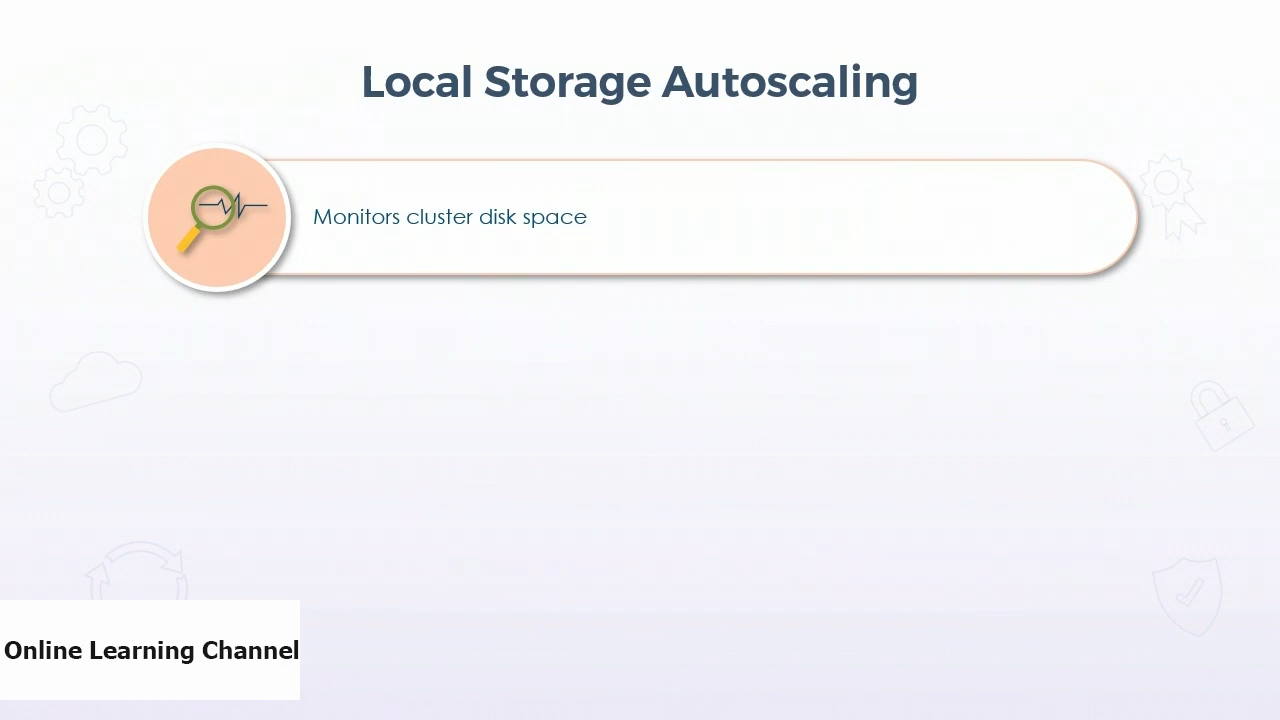 Local Storage Autoscaling
Monitors cluster disk space
Online Learning Channel